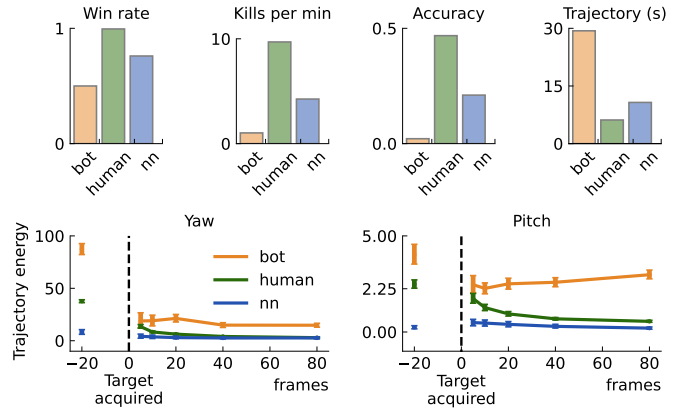 Win rate
Kills per min
Accuracy
Trajectory (s)
1
0
10
0
0.5
0.0
30
15
0
bot
human
nn
bot
human
nn
bot
human
nn
bot
human
nn
Yaw
Pitch
Trajectory energy
100
50
0
bot
human
nn
5.00
2.25
0.00
−20
0
20
40
60
80
−20
0
20
40
60
80
Target
acquired
frames
Target
acquired
frames